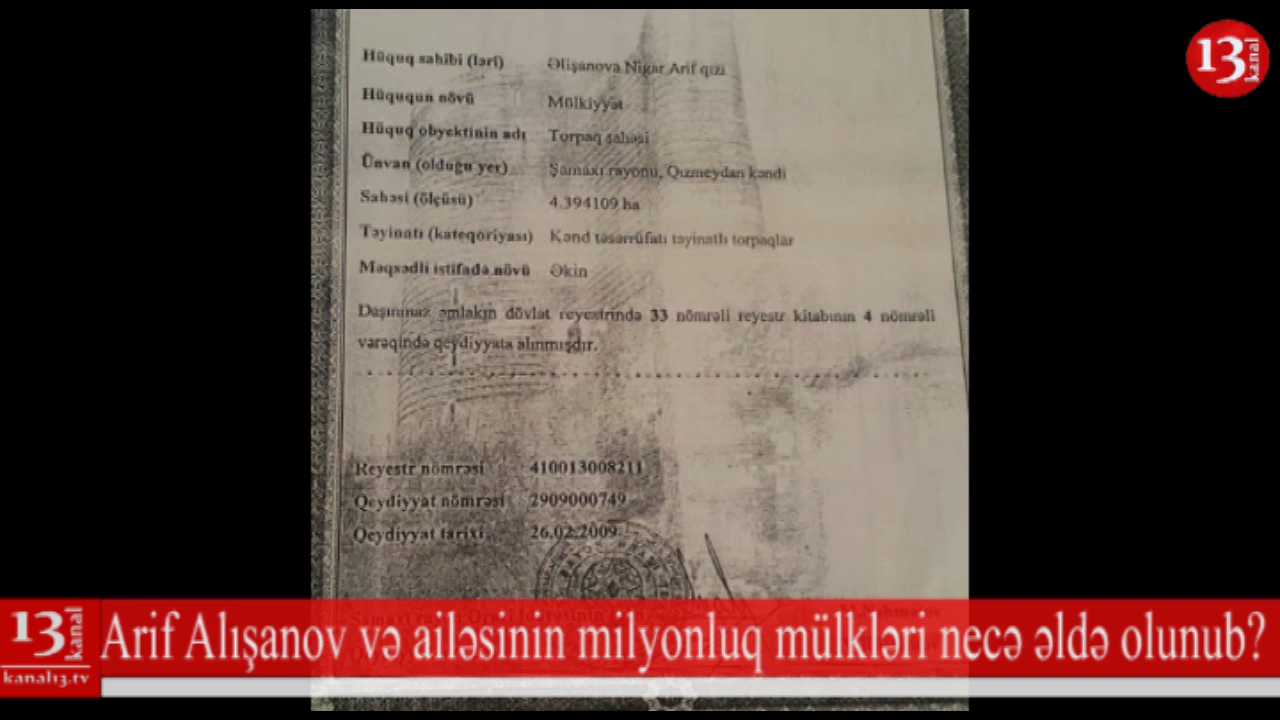 Hüquq sahibi (ləri) Əlişanova Nigar Arif qızı
Hüququn növü Mülkiyyət
Hüquq obyektinin adı Torpaq sahəsi
Ünvan (olduğu yer) Şamaxı rayonu, Qızmeydan kəndi
Sahəsi (ölçüsü) 4.394109 ha
Təyinatı (kateqoriyası) Kənd təsərrüfatı təyinatlı torpaqlar
Məqsədli istifadə növü Əkin
Daşınmaz əmlakın dövlət reyestrində 33 nömrəli reyestr kitabının 4 nömrəli
vərəqində qeydiyyata alınmışdır.
Reyestr nömrəsi 410013008211
Qeydiyyat nömrəsi 2909000749
Qeydiyyat tarixi 26.02.2009
13 kanal
13 kanal
kanal13.tv
Arif Alışanov və ailəsinin milyonluq mülkləri necə əldə olunub?